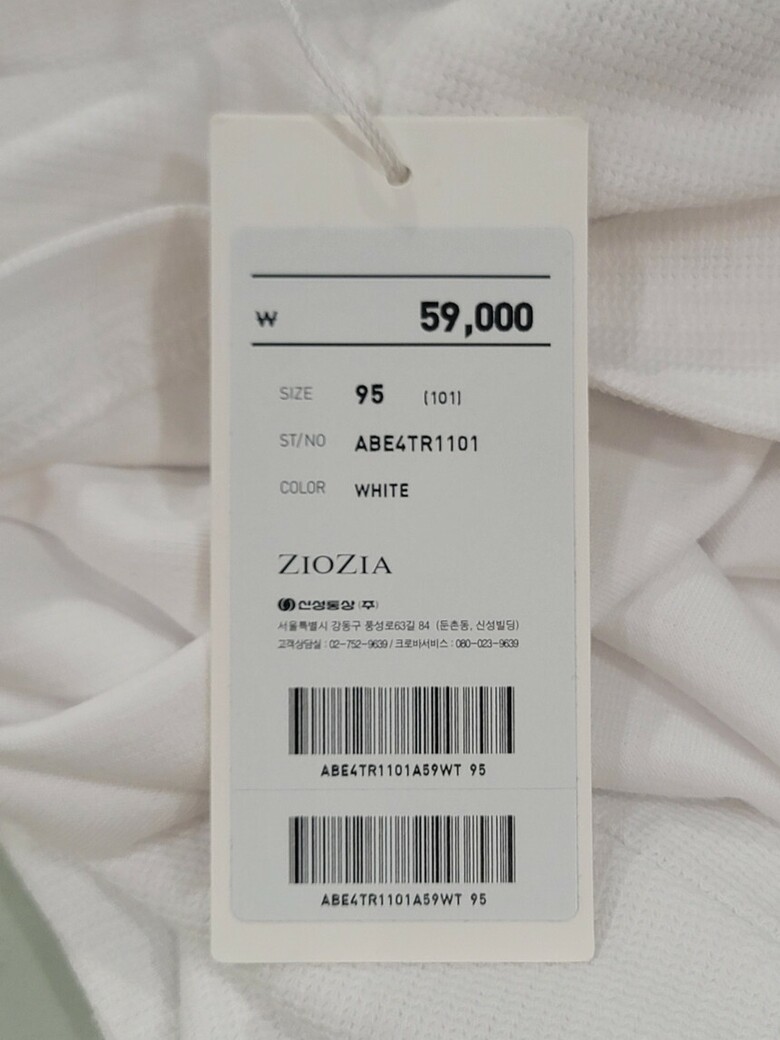 ₩ 59,000
SIZE 95 (101)
ST/NO ABE4TR1101
COLOR WHITE
ZIOZIA
신성통상(주)
서울특별시 강동구 풍성로63길 84 (둔촌동, 신성빌딩)
고객상담실 : 02-752-9639 / 크로바서비스 : 080-023-9639
ABE4TR1101A59WT 95
ABE4TR1101A59WT 95